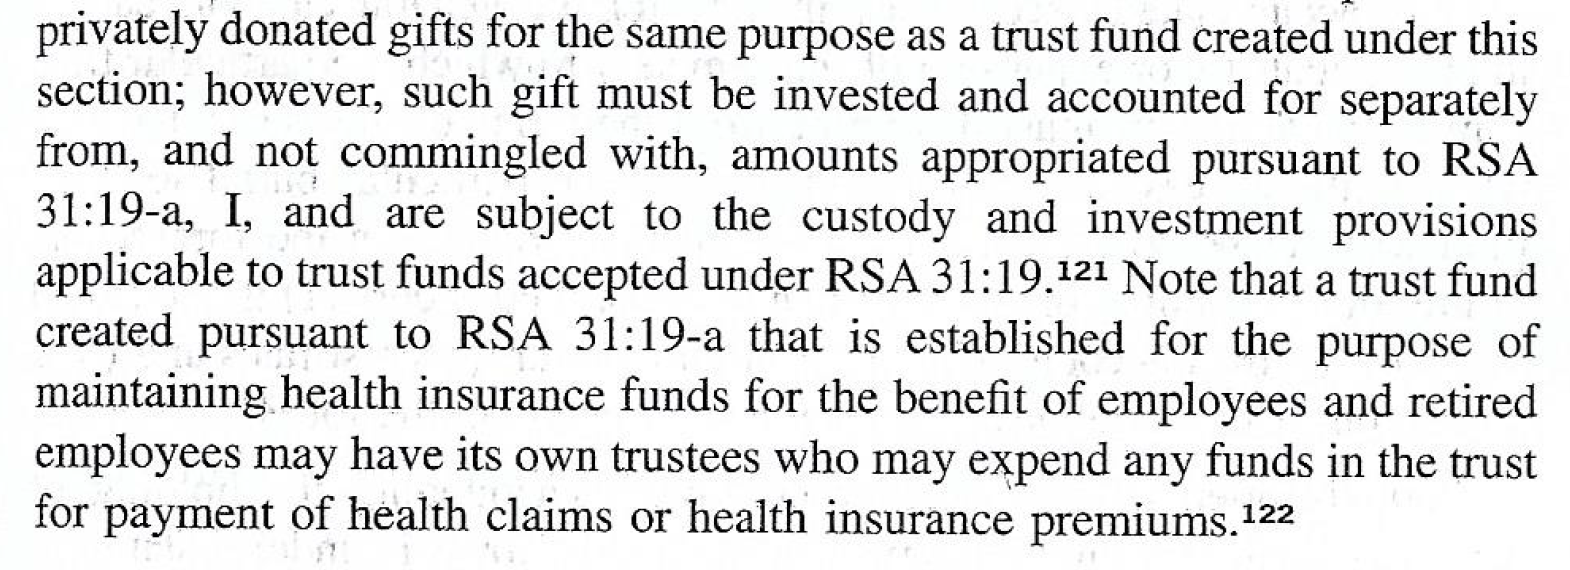 privately donated gifts for the same purpose as a trust fund created under this
section; however, such gift must be invested and accounted for separately
from, and not commingled with, amounts appropriated pursuant to RSA
31:19-a, I, and are subject to the custody and investment provisions
applicable to trust funds accepted under RSA 31:19.¹²¹ Note that a trust fund
created pursuant to RSA 31:19-a that is established for the purpose of
maintaining health insurance funds for the benefit of employees and retired
employees may have its own trustees who may expend any funds in the trust
for payment of health claims or health insurance premiums.¹²²